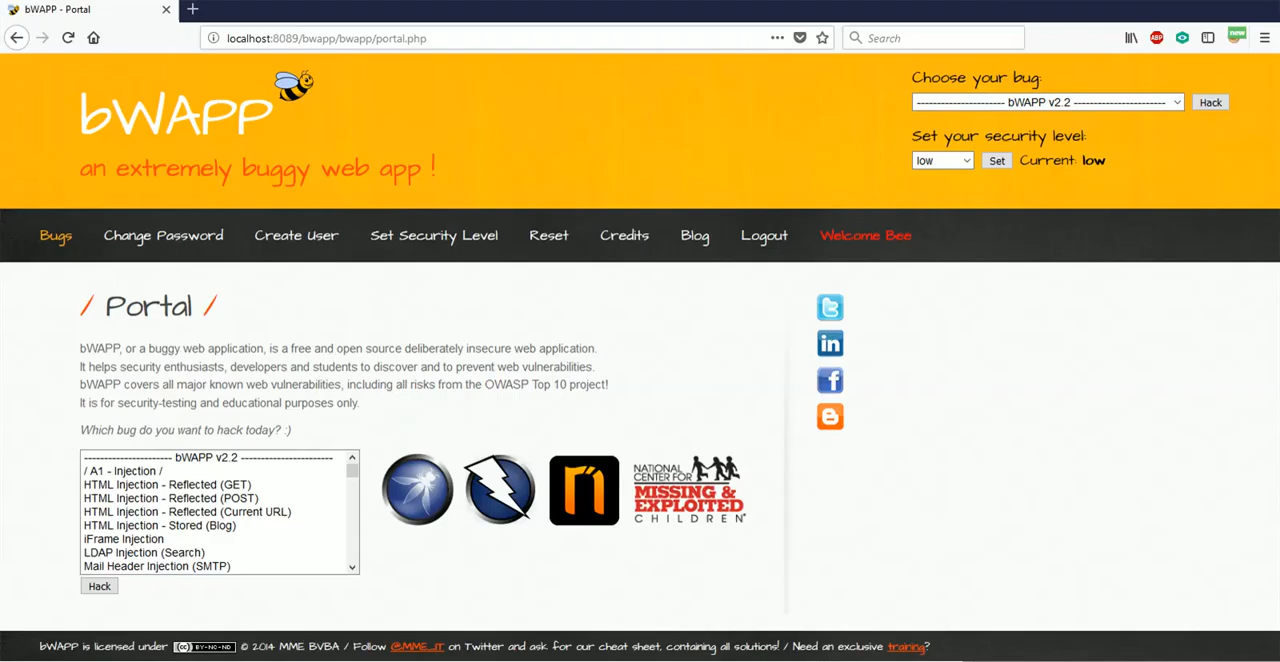 bWAPP - Portal
localhost:8089/bwapp/bwapp/portal.php
Search
ABP
new
bWAPP
an extremely buggy web app !
Choose your bug:
---------------------- bWAPP v2.2 -----------------------
Hack
Set your security level:
low
Set
Current: low
Bugs
Change Password
Create User
Set Security Level
Reset
Credits
Blog
Logout
Welcome Bee
/ Portal /
bWAPP, or a buggy web application, is a free and open source deliberately insecure web application.
It helps security enthusiasts, developers and students to discover and to prevent web vulnerabilities.
bWAPP covers all major known web vulnerabilities, including all risks from the OWASP Top 10 project!
It is for security-testing and educational purposes only.
Which bug do you want to hack today? :)
---------------------- bWAPP v2.2 -----------------------
/ A1 - Injection /
HTML Injection - Reflected (GET)
HTML Injection - Reflected (POST)
HTML Injection - Reflected (Current URL)
HTML Injection - Stored (Blog)
iFrame Injection
LDAP Injection (Search)
Mail Header Injection (SMTP)
Hack
NATIONAL
CENTER FOR
MISSING &
EXPLOITED
CHILDREN
bWAPP is licensed under (cc) BY-NC-ND © 2014 MME BVBA / Follow @MME_IT on Twitter and ask for our cheat sheet, containing all solutions! / Need an exclusive training?